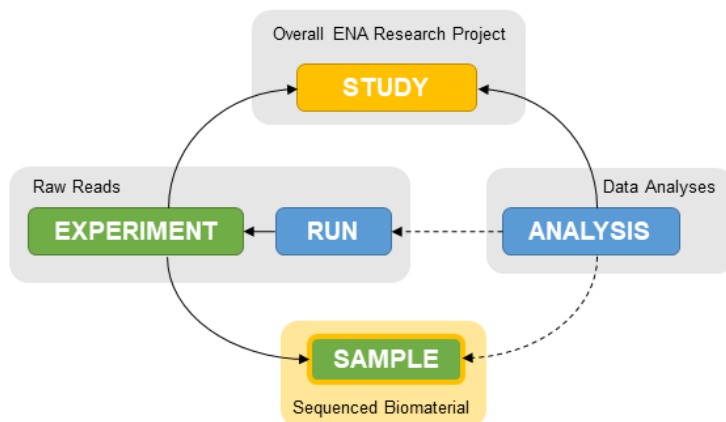 Overall ENA Research Project
STUDY
Raw Reads
Data Analyses
EXPERIMENT
RUN
ANALYSIS
SAMPLE
Sequenced Biomaterial